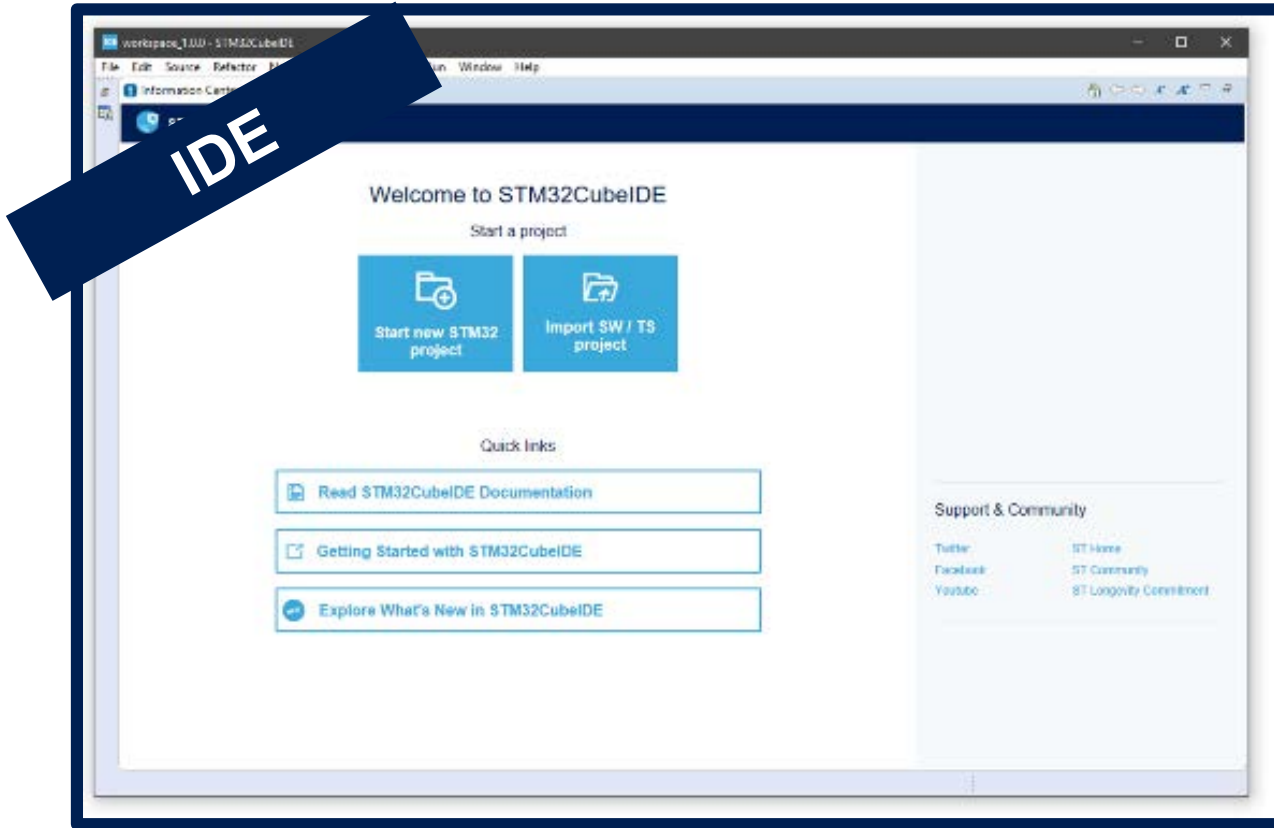 workspace_1.0.0 - STM32CubeIDE
File Edit Source Refactor Window Help
Information
IDE
Welcome to STM32CubeIDE
Start a project
Start new STM32
project
Import SW / TS
project
Quick links
Read STM32CubeIDE Documentation
Getting Started with STM32CubeIDE
Explore What's New in STM32CubeIDE
Support & Community
Twitter ST Home
Facebook ST Community
Youtube ST Longevity Commitment